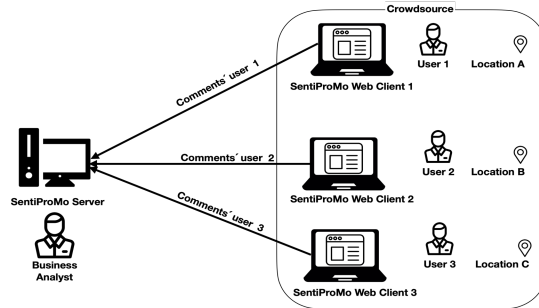 Crowdsource
Comments´user 1
User 1
Location A
SentiProMo Web Client 1
Comments´user 2
User 2
Location B
SentiProMo Web Client 2
SentiProMo Server
Comments´user 3
Business
Analyst
User 3
Location C
SentiProMo Web Client 3